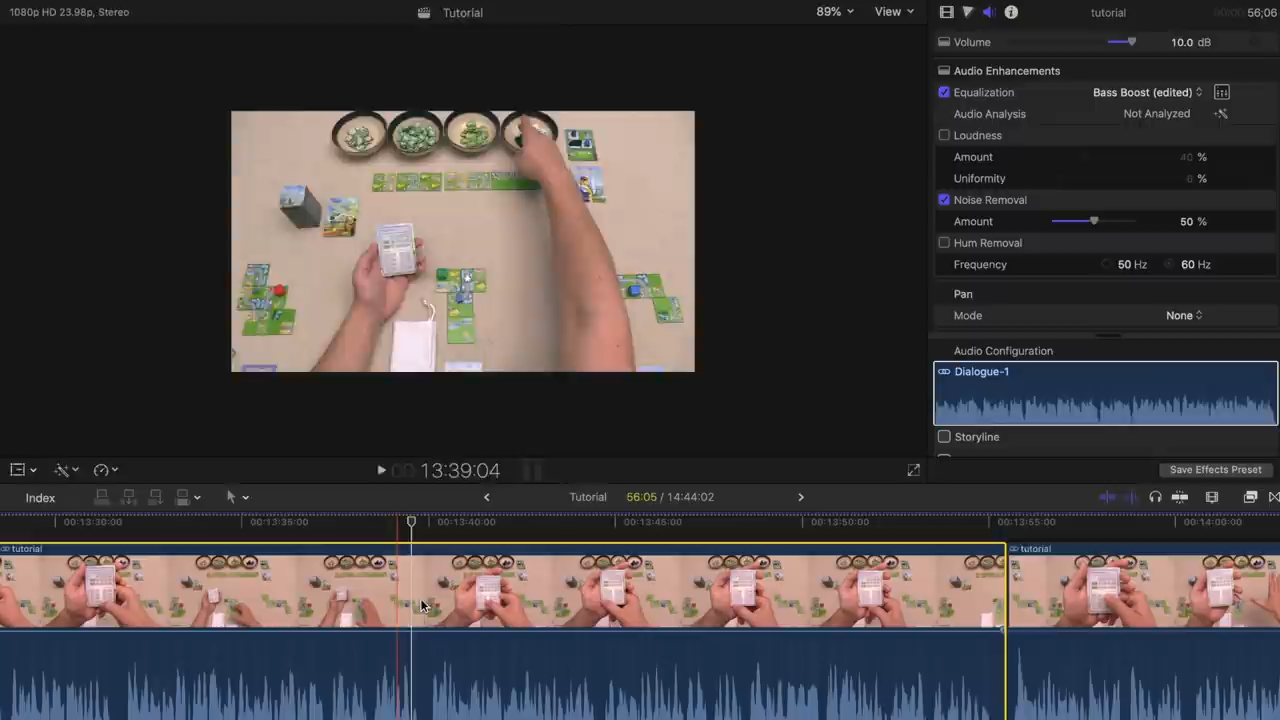 1080p HD 23.98p, Stereo
Tutorial
89%
View
tutorial
56;06
Volume
10.0 dB
Audio Enhancements
Equalization
Bass Boost (edited)
Audio Analysis
Not Analyzed
Loudness
Amount
40 %
Uniformity
%
Noise Removal
Amount
50 %
Hum Removal
Frequency
50 Hz
60 Hz
Pan
Mode
None
Audio Configuration
Dialogue-1
Storyline
13:39:04
Save Effects Preset
Index
Tutorial
56:05 / 14:44:02
00:13:30:00
00:13:35:00
00:13:40:00
00:13:45:00
00:13:50:00
00:13:55:00
00:14:00:00
tutorial
tutorial